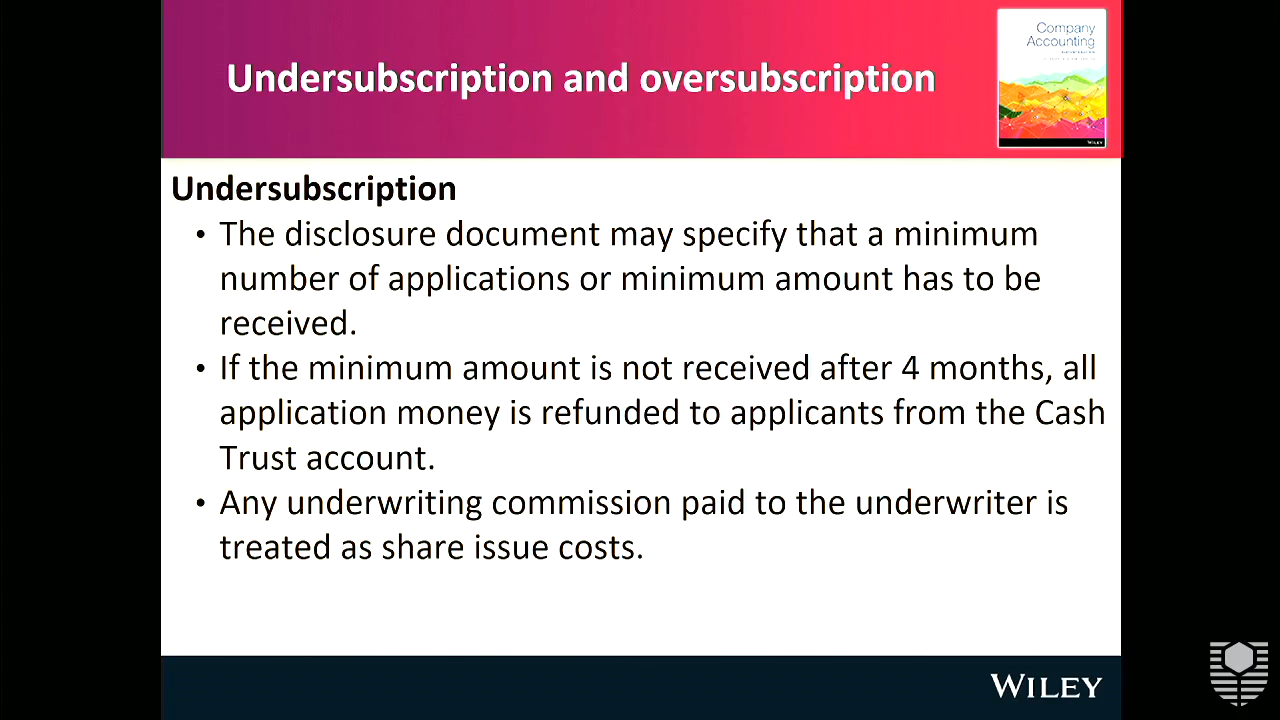 Undersubscription and oversubscription
Company
Accounting
WILEY
Undersubscription
• The disclosure document may specify that a minimum
number of applications or minimum amount has to be
received.
• If the minimum amount is not received after 4 months, all
application money is refunded to applicants from the Cash
Trust account.
• Any underwriting commission paid to the underwriter is
treated as share issue costs.
WILEY